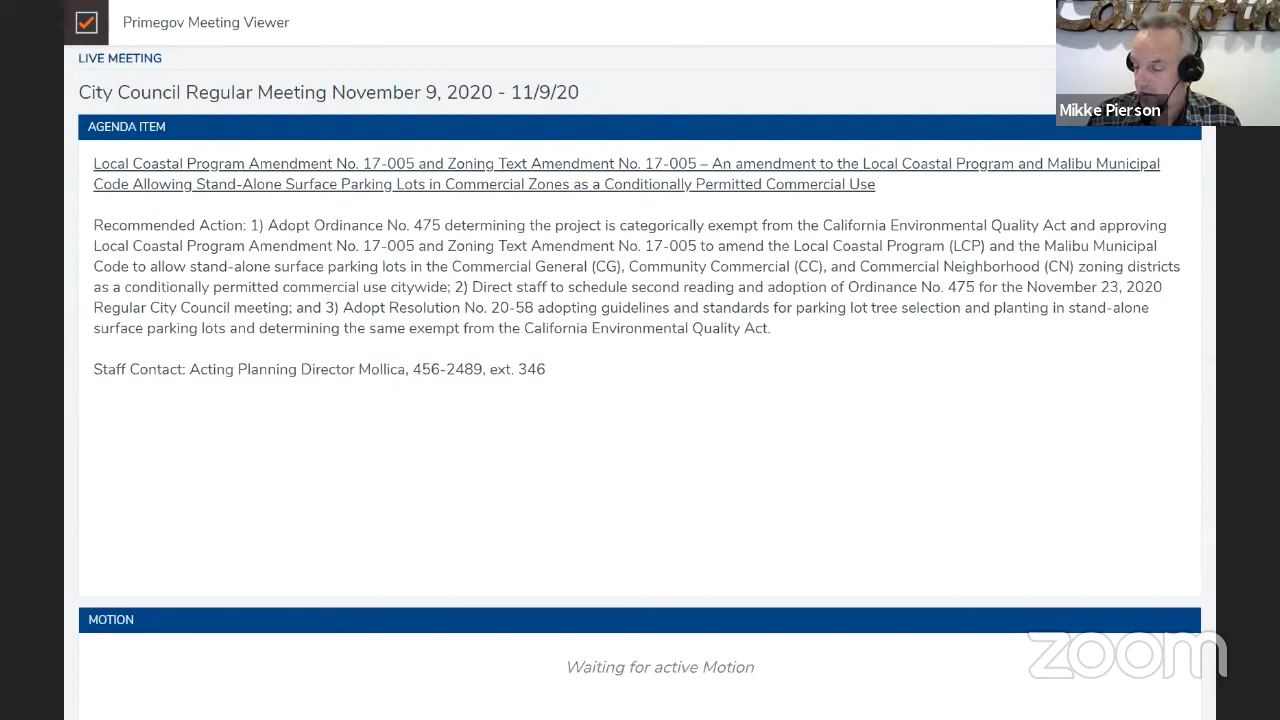 Primegov Meeting Viewer
LIVE MEETING
City Council Regular Meeting November 9, 2020 - 11/9/20
AGENDA ITEM
Local Coastal Program Amendment No. 17-005 and Zoning Text Amendment No. 17-005 – An amendment to the Local Coastal Program and Malibu Municipal
Code Allowing Stand-Alone Surface Parking Lots in Commercial Zones as a Conditionally Permitted Commercial Use
Recommended Action: 1) Adopt Ordinance No. 475 determining the project is categorically exempt from the California Environmental Quality Act and approving
Local Coastal Program Amendment No. 17-005 and Zoning Text Amendment No. 17-005 to amend the Local Coastal Program (LCP) and the Malibu Municipal
Code to allow stand-alone surface parking lots in the Commercial General (CG), Community Commercial (CC), and Commercial Neighborhood (CN) zoning districts
as a conditionally permitted commercial use citywide; 2) Direct staff to schedule second reading and adoption of Ordinance No. 475 for the November 23, 2020
Regular City Council meeting; and 3) Adopt Resolution No. 20-58 adopting guidelines and standards for parking lot tree selection and planting in stand-alone
surface parking lots and determining the same exempt from the California Environmental Quality Act.
Staff Contact: Acting Planning Director Mollica, 456-2489, ext. 346
MOTION
Waiting for active Motion
Mikke Pierson
zoom